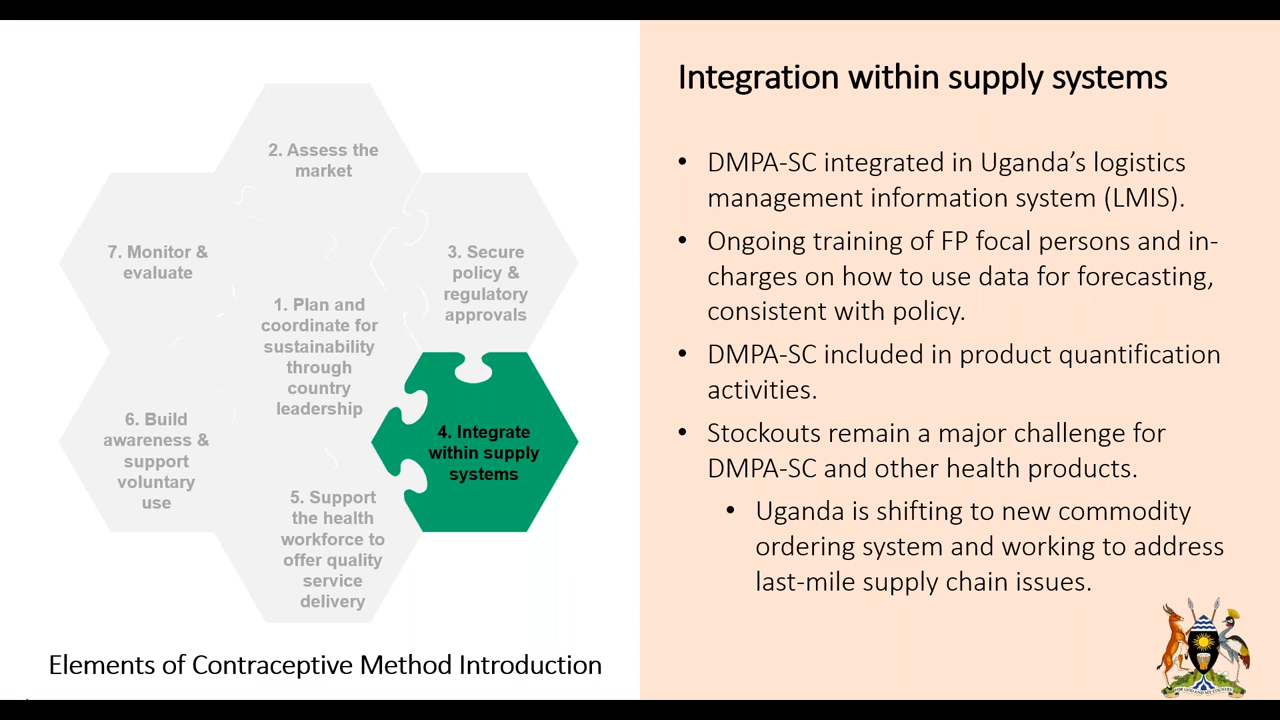 2. Assess the
market
7. Monitor &
evaluate
3. Secure
policy &
regulatory
approvals
1. Plan and
coordinate for
sustainability
through
country
leadership
6. Build
awareness &
support
voluntary
use
4. Integrate
within supply
systems
5. Support
the health
workforce to
offer quality
service
delivery
Elements of Contraceptive Method Introduction
Integration within supply systems
• DMPA-SC integrated in Uganda’s logistics
management information system (LMIS).
• Ongoing training of FP focal persons and in-
charges on how to use data for forecasting,
consistent with policy.
• DMPA-SC included in product quantification
activities.
• Stockouts remain a major challenge for
DMPA-SC and other health products.
• Uganda is shifting to new commodity
ordering system and working to address
last-mile supply chain issues.
FOR GOD AND MY COUNTRY